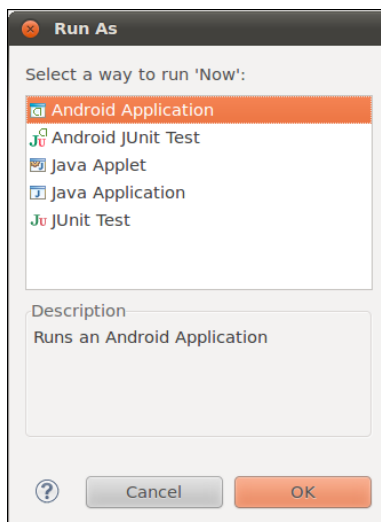 Run As
Select a way to run 'Now':
Android Application
Android JUnit Test
Java Applet
Java Application
Ju JUnit Test
Description
Runs an Android Application
?
Cancel
OK